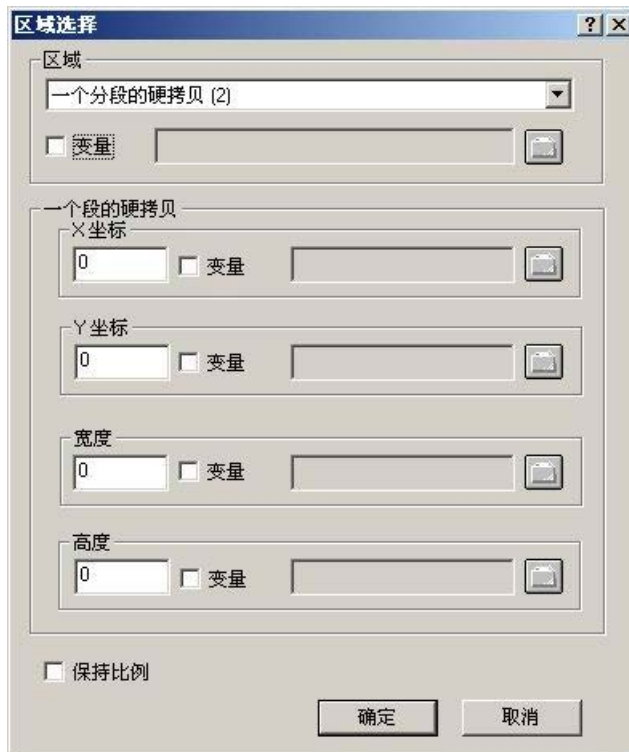 区域选择
区域
一个分段的硬拷贝 (2)
变量
一个段的硬拷贝
X坐标
0 变量
Y坐标
0 变量
宽度
0 变量
高度
0 变量
保持比例
确定 取消